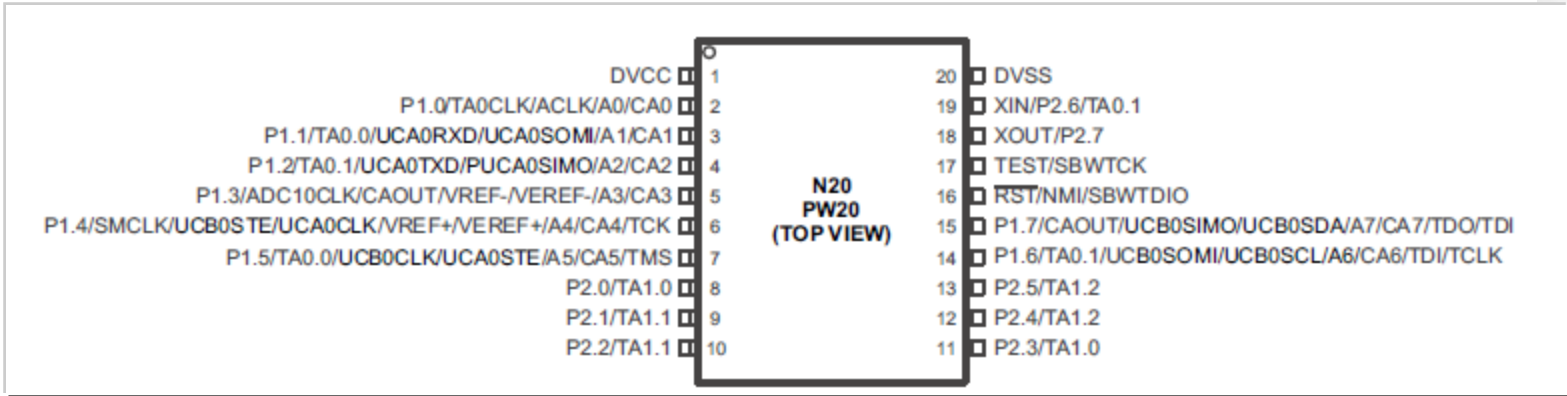 DVCC 1 20 DVSS
P1.0/TA0CLK/ACLK/A0/CA0 2 19 XIN/P2.6/TA0.1
P1.1/TA0.0/UCA0RXD/UCA0SOMI/A1/CA1 3 18 XOUT/P2.7
P1.2/TA0.1/UCA0TXD/PUCA0SIMO/A2/CA2 4 17 TEST/SBWTCK
P1.3/ADC10CLK/CAOUT/VREF-/VEREF-/A3/CA3 5 N20 16 RST/NMI/SBWTDIO
P1.4/SMCLK/UCB0STE/UCA0CLK/VREF+/VEREF+/A4/CA4/TCK 6 PW20 15 P1.7/CAOUT/UCB0SIMO/UCB0SDA/A7/CA7/TDO/TDI
(TOP VIEW)
P1.5/TA0.0/UCB0CLK/UCA0STE/A5/CA5/TMS 7 14 P1.6/TA0.1/UCB0SOMI/UCB0SCL/A6/CA6/TDI/TCLK
P2.0/TA1.0 8 13 P2.5/TA1.2
P2.1/TA1.1 9 12 P2.4/TA1.2
P2.2/TA1.1 10 11 P2.3/TA1.0